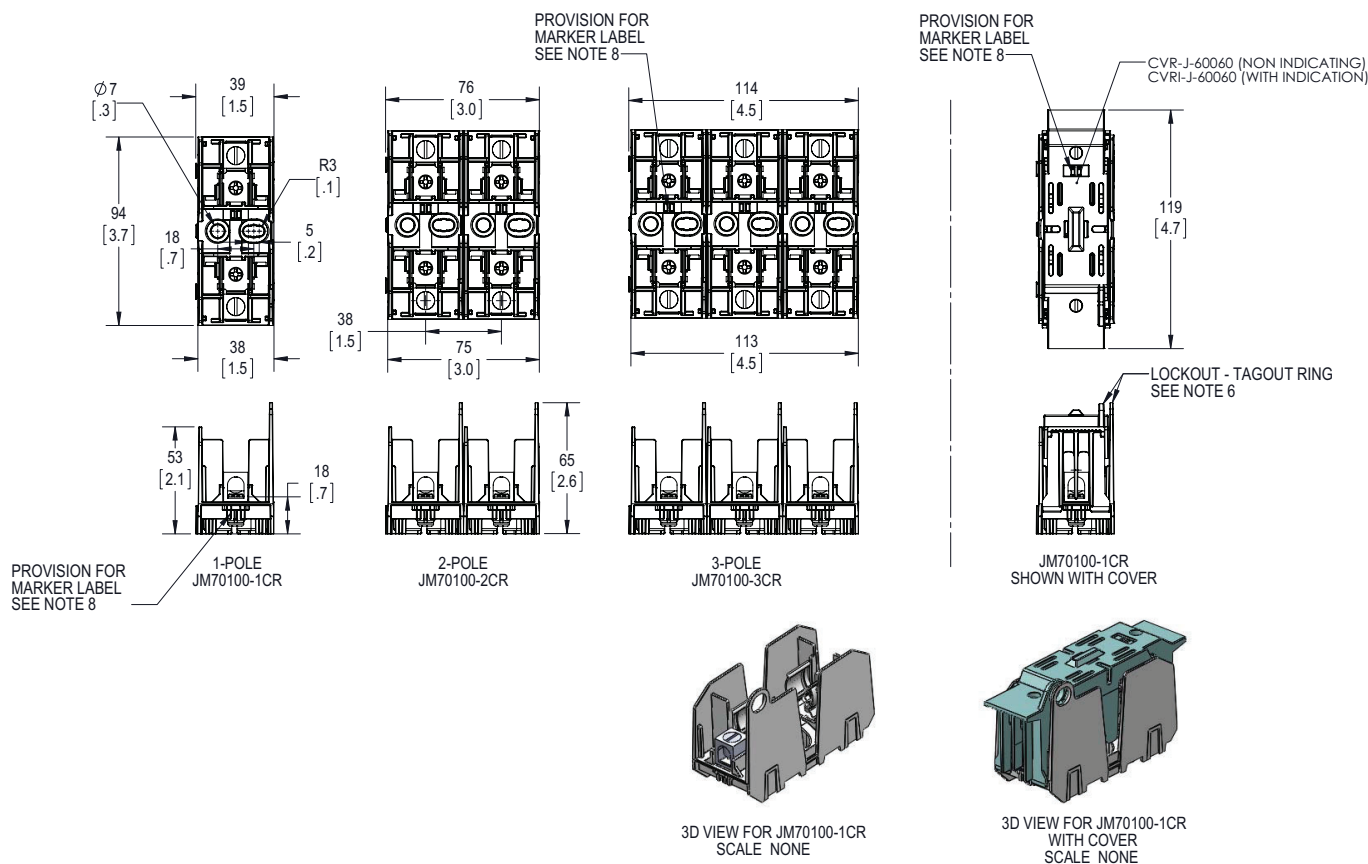 PROVISION FOR
MARKER LABEL
SEE NOTE 8
PROVISION FOR
MARKER LABEL
SEE NOTE 8
CVR-J-60060 (NON INDICATING)
CVRI-J-60060 (WITH INDICATION)
39
[1.5]
76
[3.0]
114
[4.5]
Ø7
[.3]
R3
[.1]
94
[3.7]
18
[.7]
5
[.2]
119
[4.7]
38
[1.5]
38
[1.5]
75
[3.0]
113
[4.5]
LOCKOUT - TAGOUT RING
SEE NOTE 6
53
[2.1]
18
[.7]
65
[2.6]
PROVISION FOR
MARKER LABEL
SEE NOTE 8
1-POLE
JM70100-1CR
2-POLE
JM70100-2CR
3-POLE
JM70100-3CR
JM70100-1CR
SHOWN WITH COVER
3D VIEW FOR JM70100-1CR
SCALE NONE
3D VIEW FOR JM70100-1CR
WITH COVER
SCALE NONE